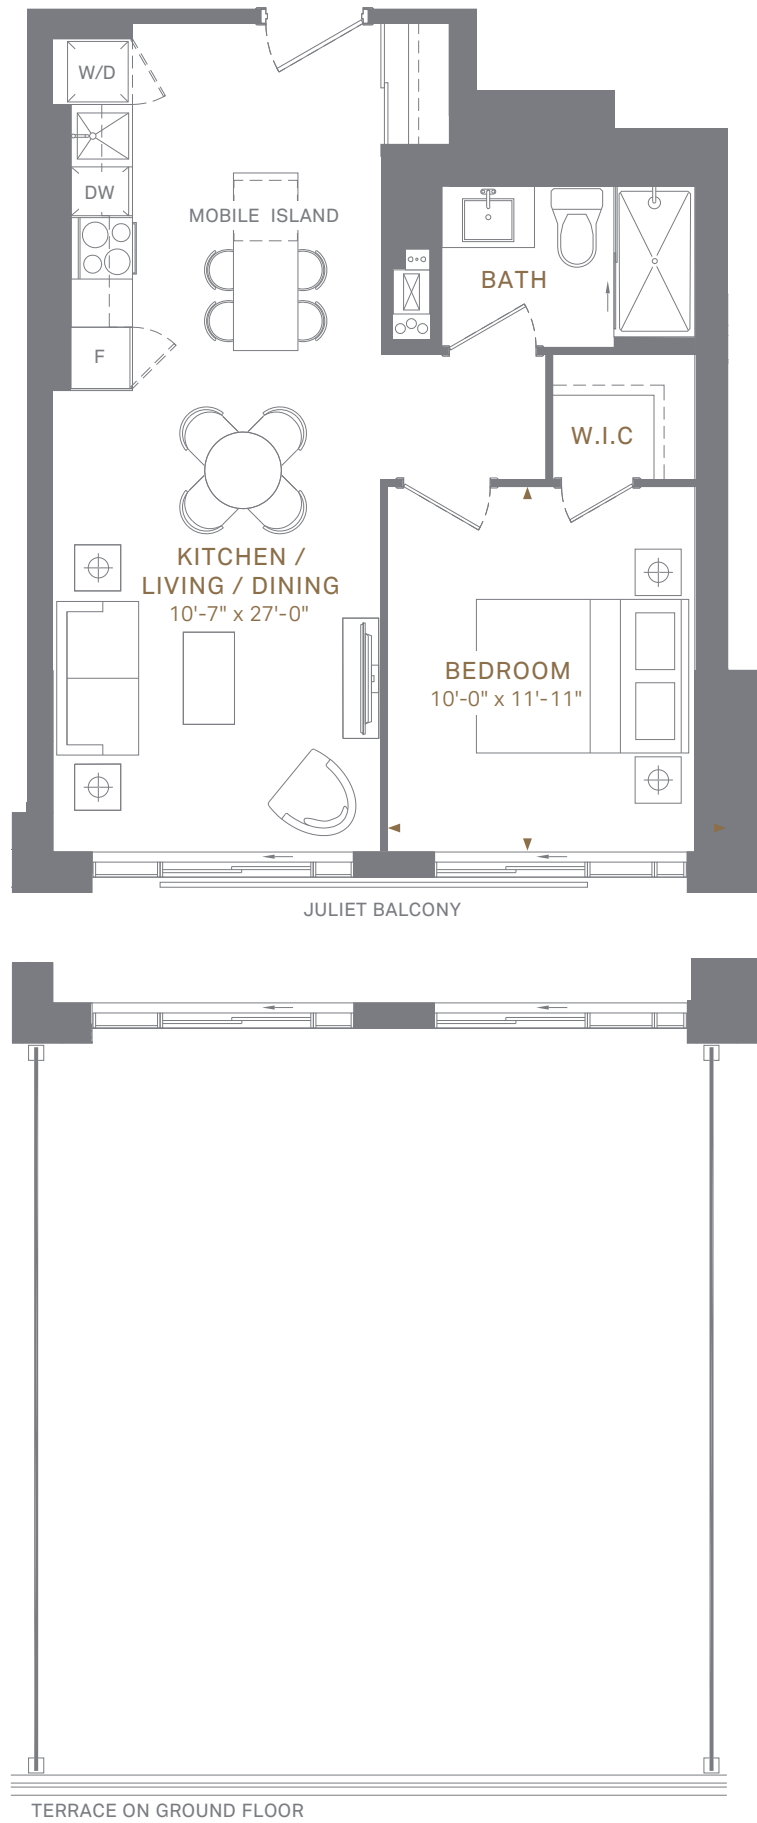 W/D
DW
MOBILE ISLAND
BATH
F
W.I.C
KITCHEN /
LIVING / DINING
10'-7" x 27'-0"
BEDROOM
10'-0" x 11'-11"
JULIET BALCONY
TERRACE ON GROUND FLOOR